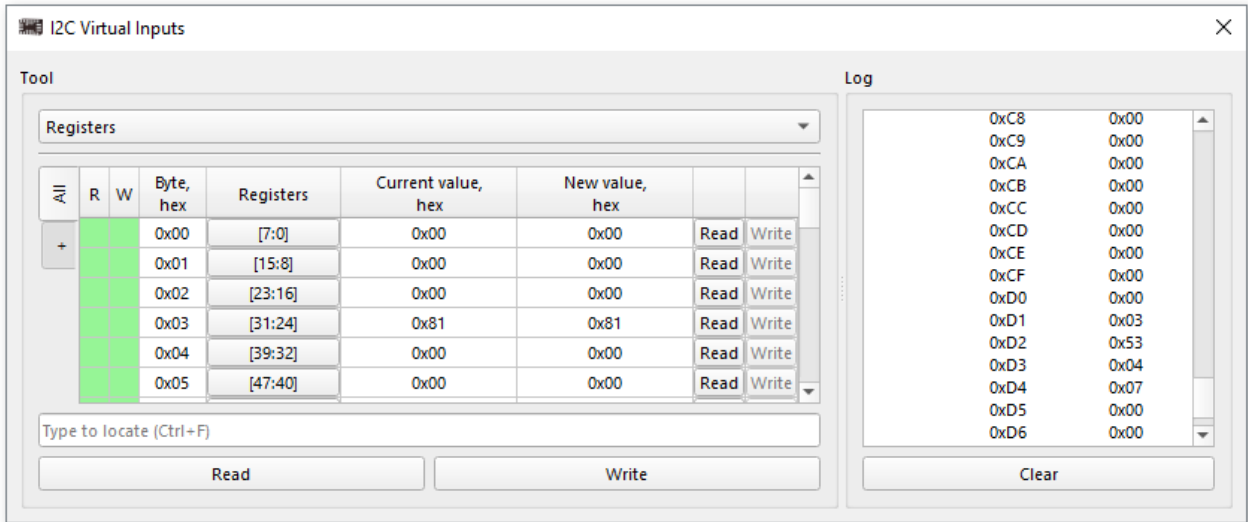 I2C Virtual Inputs
Tool
Registers
All
+
R W Byte, hex Registers Current value, hex New value, hex
0x00 [7:0] 0x00 0x00 Read Write
0x01 [15:8] 0x00 0x00 Read Write
0x02 [23:16] 0x00 0x00 Read Write
0x03 [31:24] 0x81 0x81 Read Write
0x04 [39:32] 0x00 0x00 Read Write
0x05 [47:40] 0x00 0x00 Read Write
Type to locate (Ctrl+F)
Read Write
Log
0xC8 0x00
0xC9 0x00
0xCA 0x00
0xCB 0x00
0xCC 0x00
0xCD 0x00
0xCE 0x00
0xCF 0x00
0xD0 0x00
0xD1 0x03
0xD2 0x53
0xD3 0x04
0xD4 0x07
0xD5 0x00
0xD6 0x00
Clear